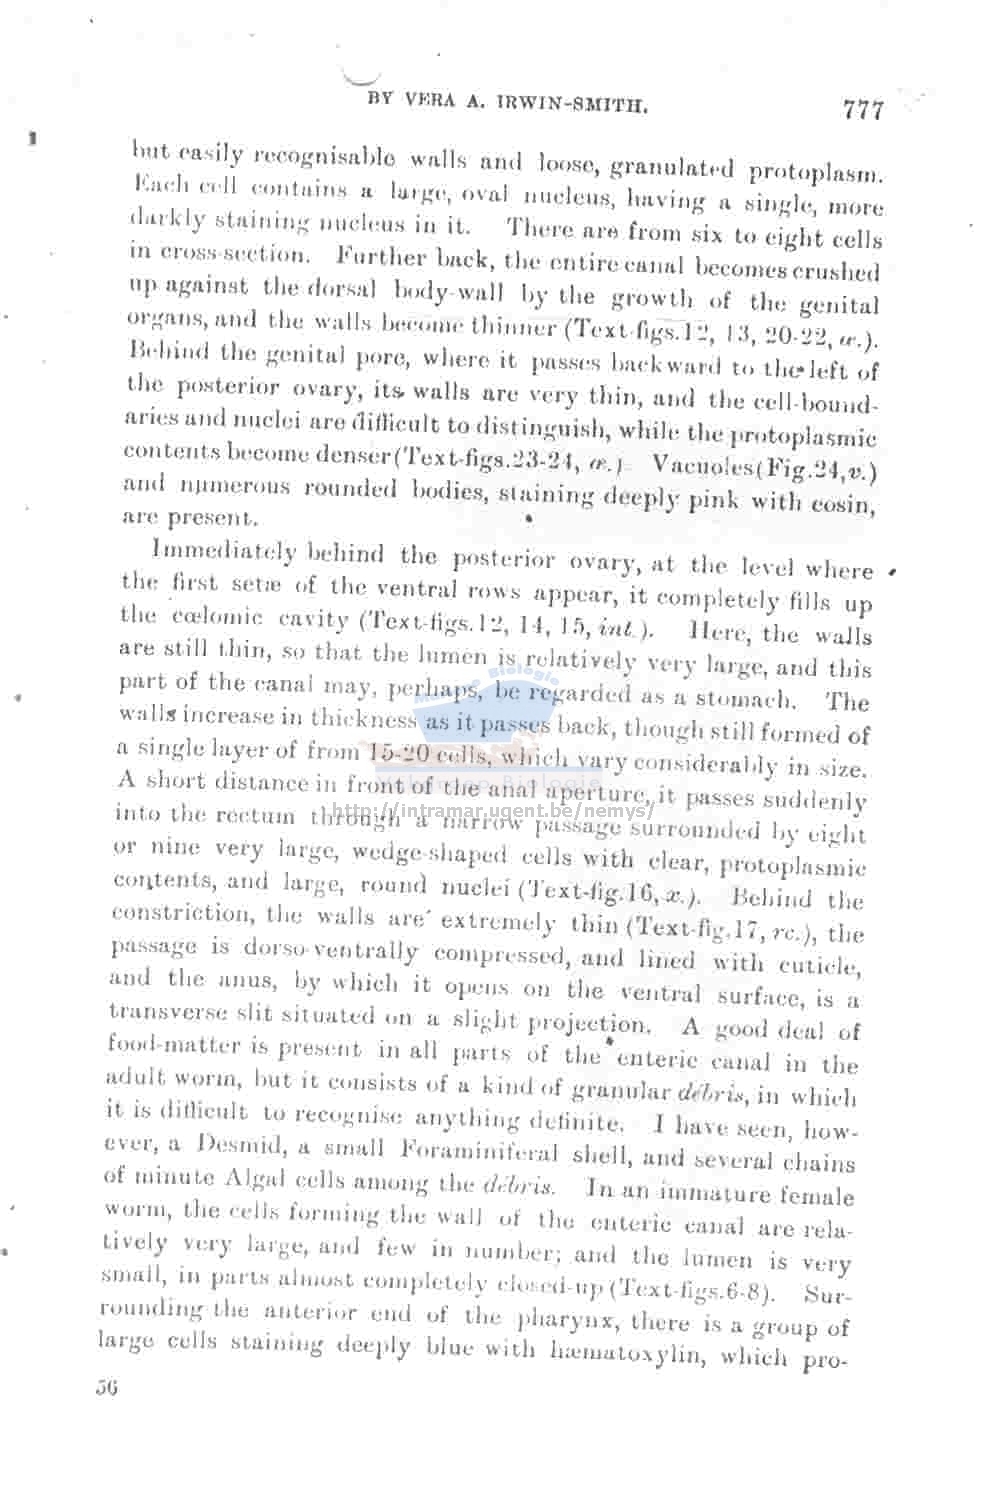 BY VERA A. IRWIN-SMITH. 777
but easily recognisable walls and loose, granulated protoplasm.
Each cell contains a large, oval nucleus, having a single, more
darkly staining nucleus in it. There are from six to eight cells
in cross-section. Further back, the entire canal becomes crushed
up against the dorsal body-wall by the growth of the genital
organs, and the walls become thinner (Text-figs.12, 13, 20-22, œ.).
Behind the genital pore, where it passes backward to the left of
the posterior ovary, its walls are very thin, and the cell-bound-
aries and nuclei are difficult to distinguish, while the protoplasmic
contents become denser (Text-figs.23-24, œ.). Vacuoles (Fig.24, v.)
and numerous rounded bodies, staining deeply pink with eosin,
are present.
Immediately behind the posterior ovary, at the level where
the first setæ of the ventral rows appear, it completely fills up
the cœlomic cavity (Text-figs.12, 14, 15, int.). Here, the walls
are still thin, so that the lumen is relatively very large, and this
part of the canal may, perhaps, be regarded as a stomach. The
walls increase in thickness as it passes back, though still formed of
a single layer of from 15-20 cells, which vary considerably in size.
A short distance in front of the anal aperture, it passes suddenly
into the rectum through a narrow passage surrounded by eight
or nine very large, wedge-shaped cells with clear, protoplasmic
contents, and large, round nuclei (Text-fig.16, x.). Behind the
constriction, the walls are extremely thin (Text-fig.17, rc.), the
passage is dorso-ventrally compressed, and lined with cuticle,
and the anus, by which it opens on the ventral surface, is a
transverse slit situated on a slight projection. A good deal of
food-matter is present in all parts of the enteric canal in the
adult worm, but it consists of a kind of granular débris, in which
it is difficult to recognise anything definite. I have seen, how-
ever, a Desmid, a small Foraminiferal shell, and several chains
of minute Algal cells among the débris. In an immature female
worm, the cells forming the wall of the enteric canal are rela-
tively very large, and few in number; and the lumen is very
small, in parts almost completely closed-up (Text-figs.6-8). Sur-
rounding the anterior end of the pharynx, there is a group of
large cells staining deeply blue with hæmatoxylin, which pro-
56
Biologie
Biologie
http://intramar.ugent.be/nemys/